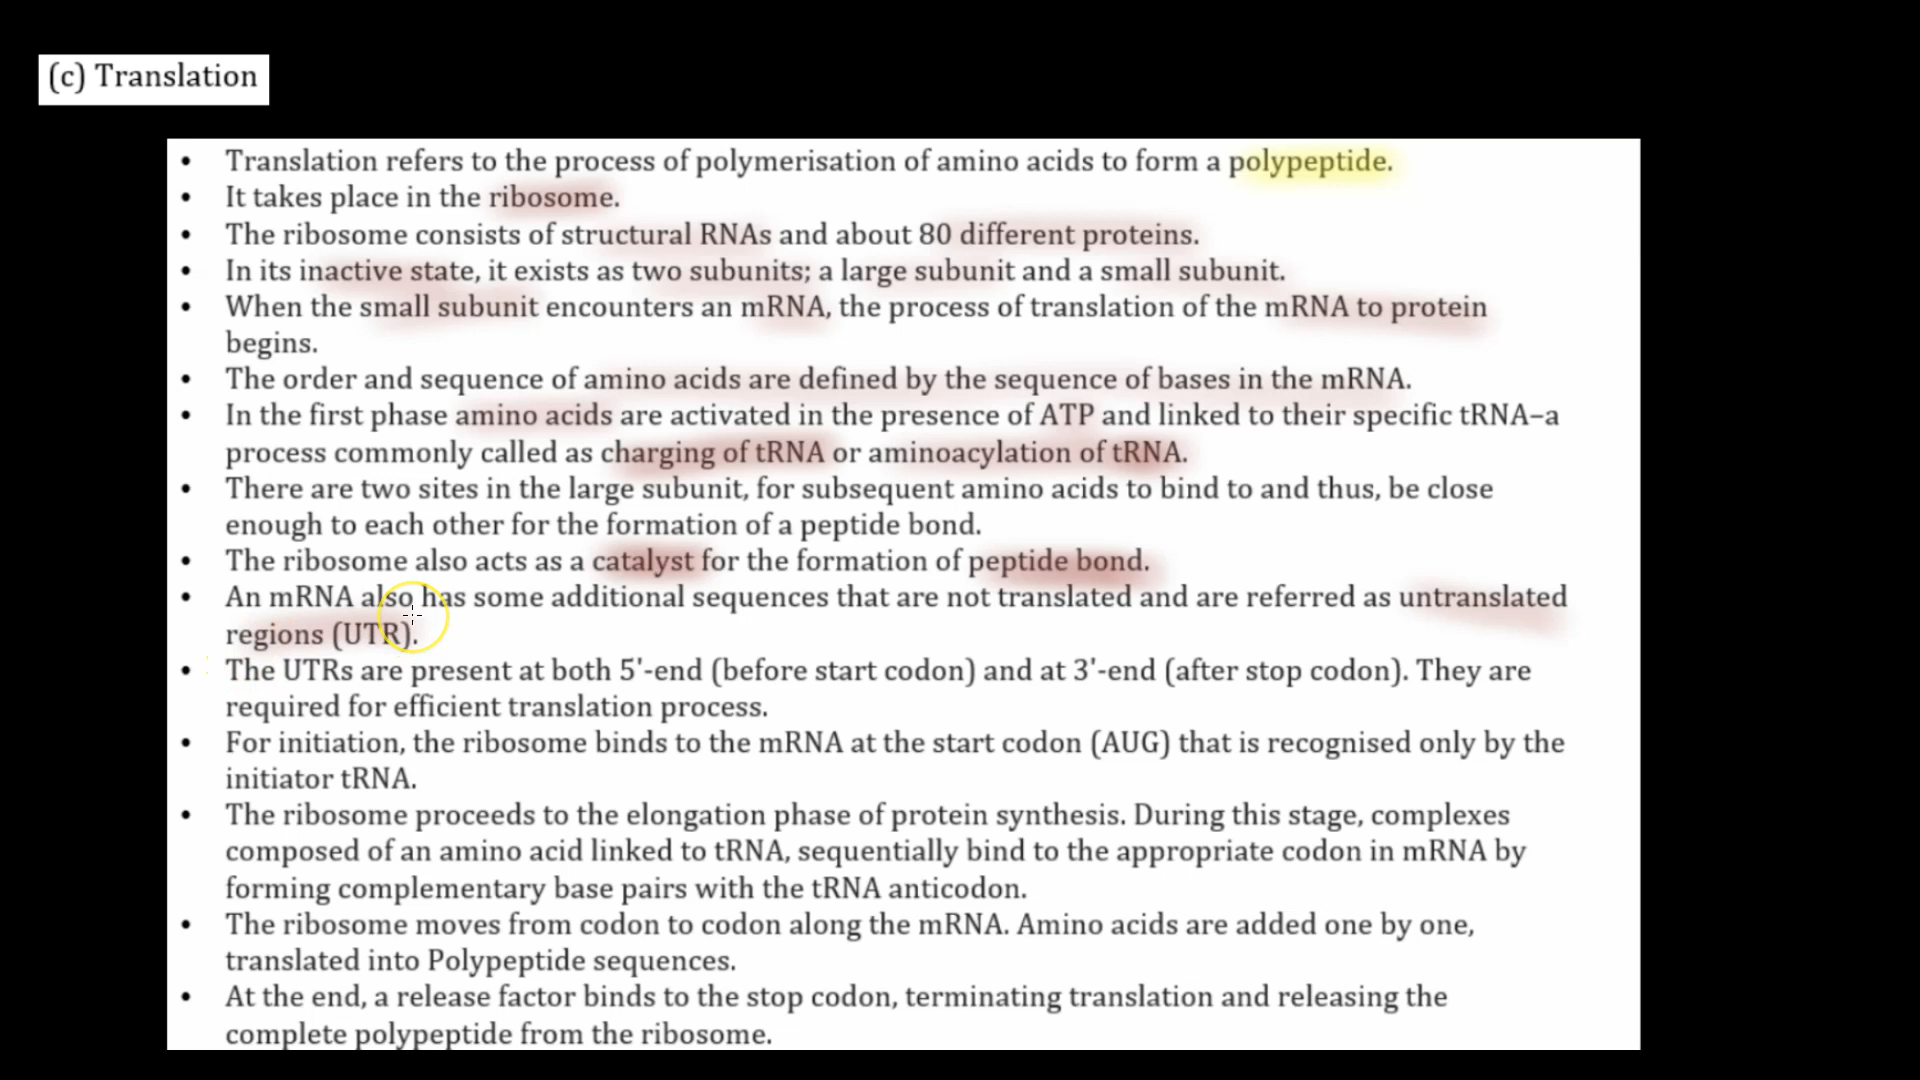 (c) Translation
• Translation refers to the process of polymerisation of amino acids to form a polypeptide.
• It takes place in the ribosome.
• The ribosome consists of structural RNAs and about 80 different proteins.
• In its inactive state, it exists as two subunits; a large subunit and a small subunit.
• When the small subunit encounters an mRNA, the process of translation of the mRNA to protein
begins.
• The order and sequence of amino acids are defined by the sequence of bases in the mRNA.
• In the first phase amino acids are activated in the presence of ATP and linked to their specific tRNA–a
process commonly called as charging of tRNA or aminoacylation of tRNA.
• There are two sites in the large subunit, for subsequent amino acids to bind to and thus, be close
enough to each other for the formation of a peptide bond.
• The ribosome also acts as a catalyst for the formation of peptide bond.
• An mRNA also has some additional sequences that are not translated and are referred as untranslated
regions (UTR).
• The UTRs are present at both 5'-end (before start codon) and at 3'-end (after stop codon). They are
required for efficient translation process.
• For initiation, the ribosome binds to the mRNA at the start codon (AUG) that is recognised only by the
initiator tRNA.
• The ribosome proceeds to the elongation phase of protein synthesis. During this stage, complexes
composed of an amino acid linked to tRNA, sequentially bind to the appropriate codon in mRNA by
forming complementary base pairs with the tRNA anticodon.
• The ribosome moves from codon to codon along the mRNA. Amino acids are added one by one,
translated into Polypeptide sequences.
• At the end, a release factor binds to the stop codon, terminating translation and releasing the
complete polypeptide from the ribosome.